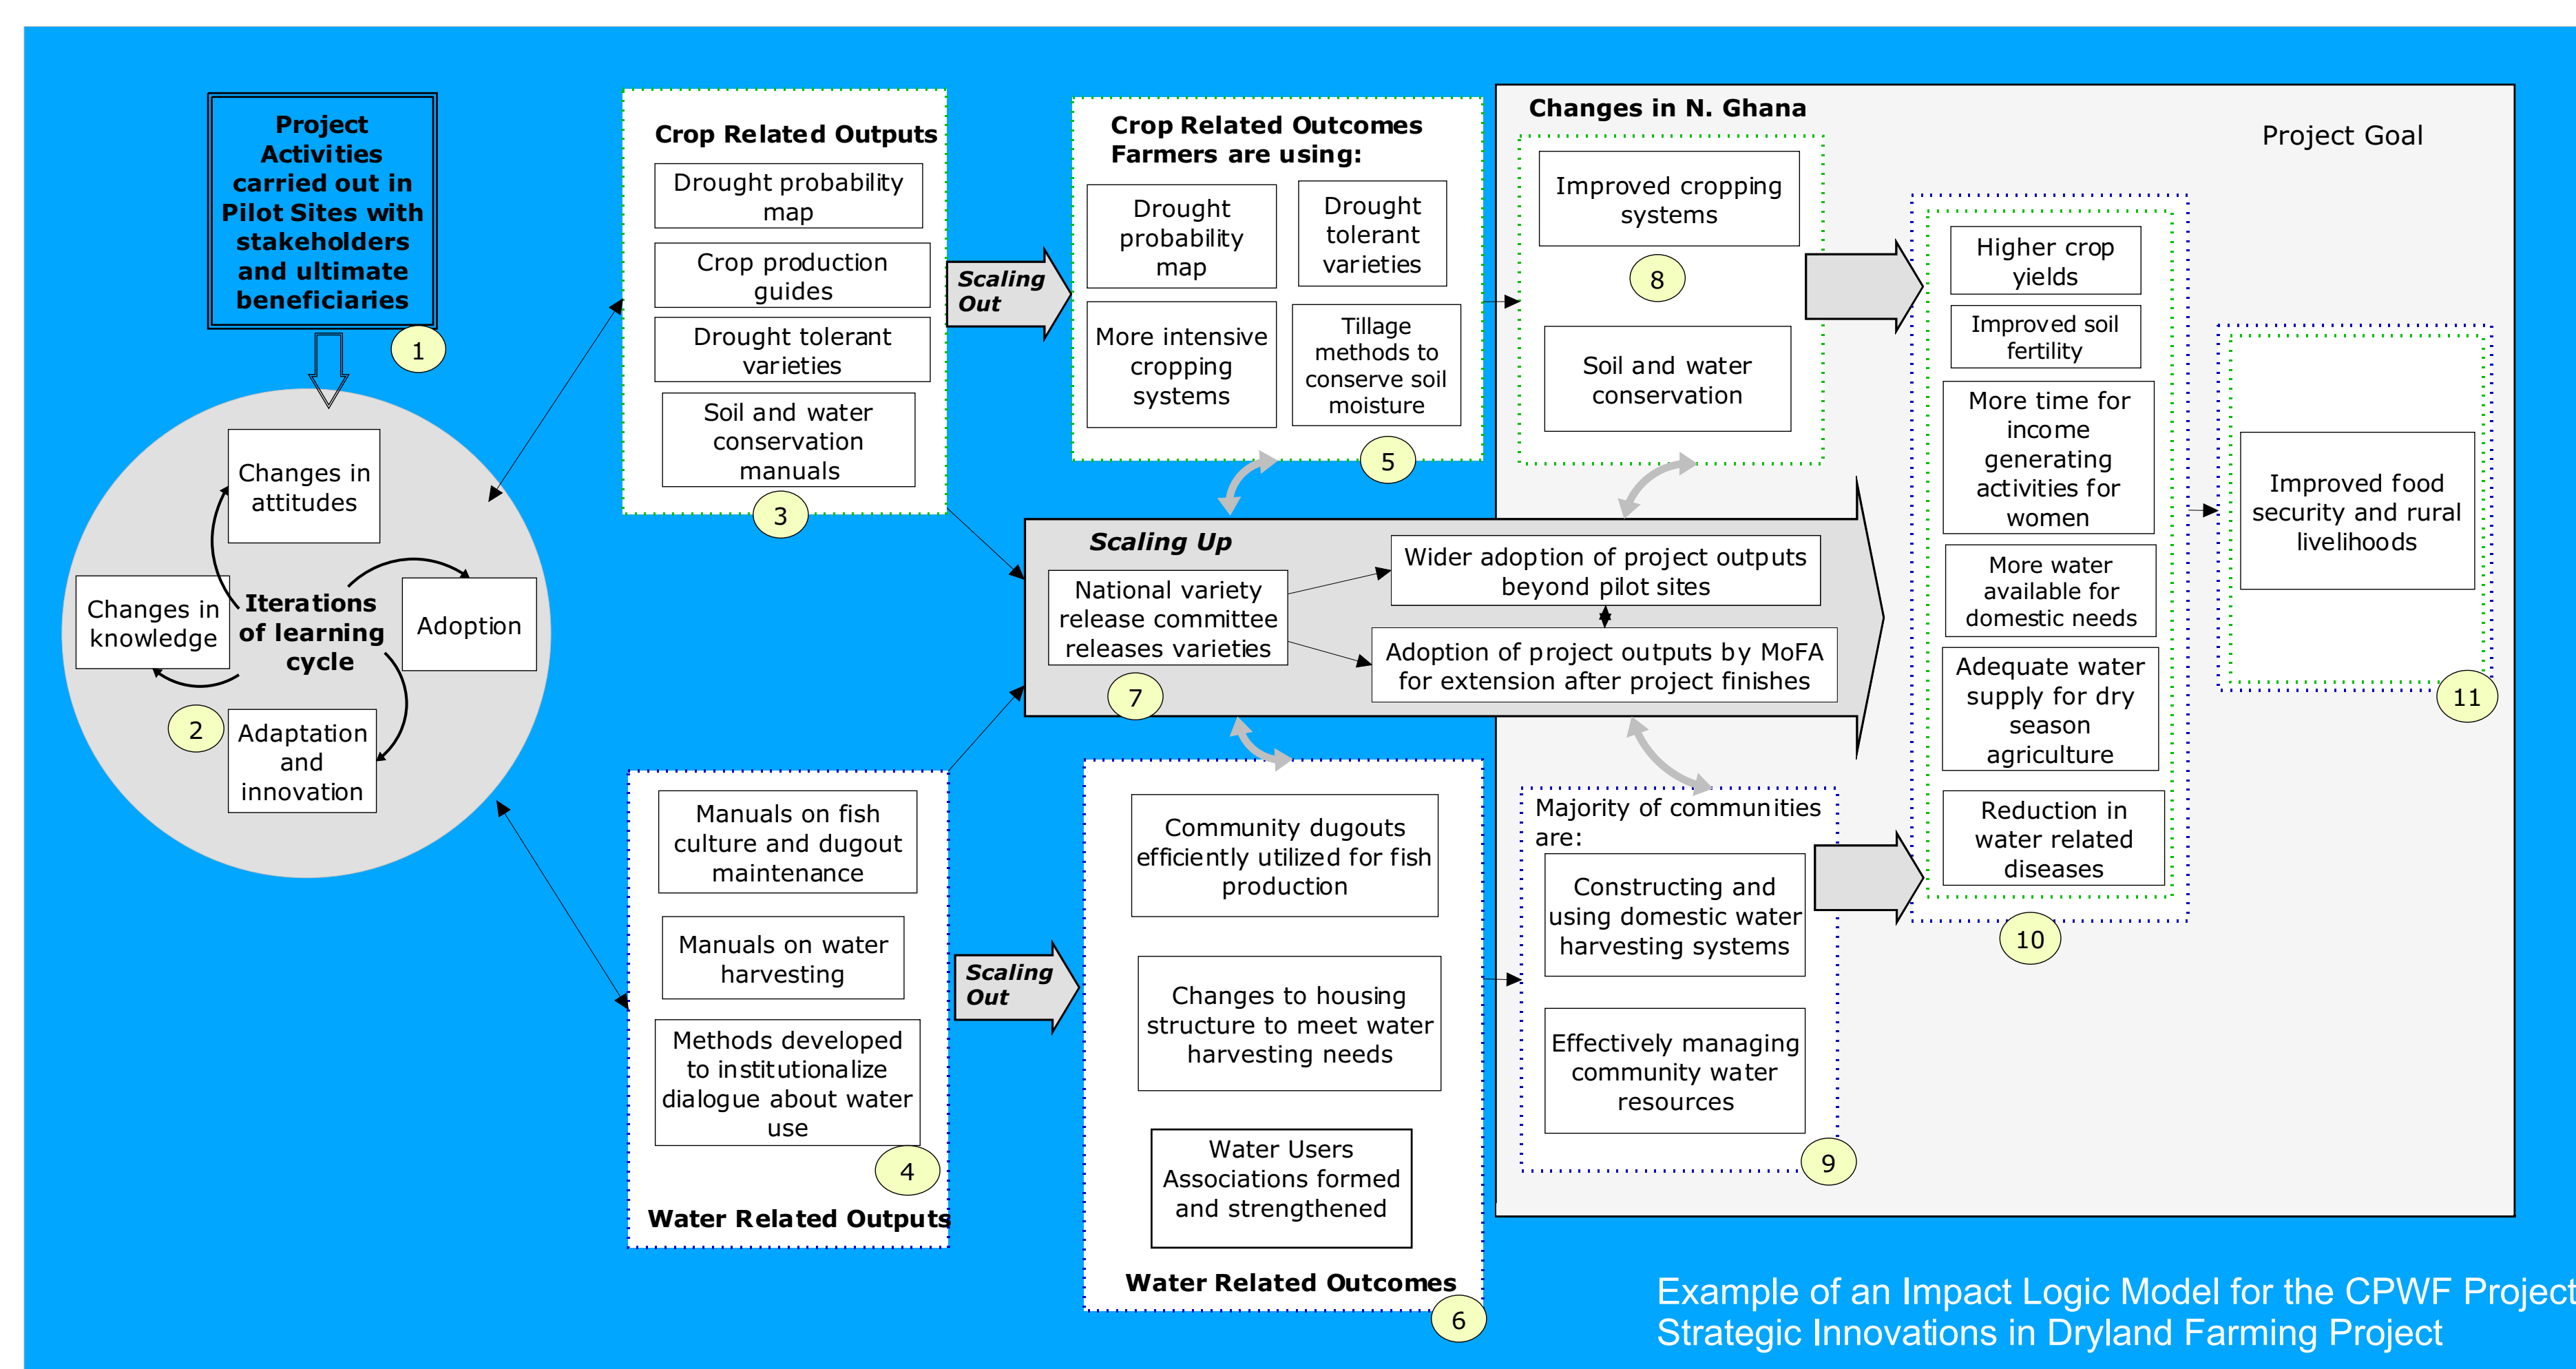 Project
Activities
carried out in
Pilot Sites with
stakeholders
and ultimate
beneficiaries
1
Changes in
attitudes
Changes in
knowledge
Iterations
of learning
cycle
Adoption
2
Adaptation
and
innovation
Crop Related Outputs
Drought probability
map
Crop production
guides
Drought tolerant
varieties
Soil and water
conservation
manuals
3
Manuals on fish
culture and dugout
maintenance
Manuals on water
harvesting
Methods developed
to institutionalize
dialogue about water
use
4
Water Related Outputs
Scaling
Out
Scaling
Out
Crop Related Outcomes
Farmers are using:
Drought
probability
map
Drought
tolerant
varieties
More intensive
cropping
systems
Tillage
methods to
conserve soil
moisture
5
Scaling Up
National variety
release committee
releases varieties
Wider adoption of project outputs
beyond pilot sites
Adoption of project outputs by MoFA
for extension after project finishes
7
Community dugouts
efficiently utilized for fish
production
Changes to housing
structure to meet water
harvesting needs
Water Users
Associations formed
and strengthened
Water Related Outcomes
6
Changes in N. Ghana
Improved cropping
systems
8
Soil and water
conservation
Majority of communities
are:
Constructing and
using domestic water
harvesting systems
Effectively managing
community water
resources
9
Project Goal
Higher crop
yields
Improved soil
fertility
More time for
income
generating
activities for
women
More water
available for
domestic needs
Adequate water
supply for dry
season
agriculture
Reduction in
water related
diseases
10
Improved food
security and rural
livelihoods
11
Example of an Impact Logic Model for the CPWF Project
Strategic Innovations in Dryland Farming Project